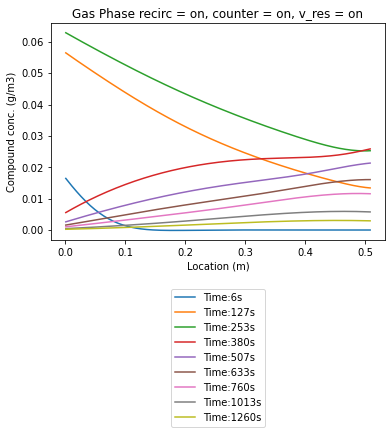 Gas Phase recirc = on, counter = on, v_res = on
Compound conc. (g/m3)
0.06
0.05
0.04
0.03
0.02
0.01
0.00
0.0 0.1 0.2 0.3 0.4 0.5
Location (m)
Time:6s
Time:127s
Time:253s
Time:380s
Time:507s
Time:633s
Time:760s
Time:1013s
Time:1260s